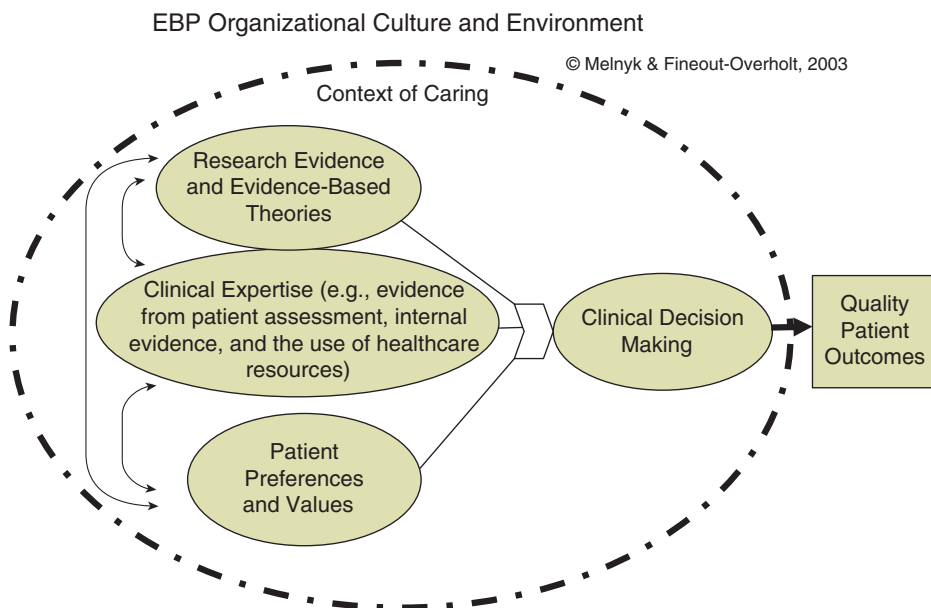 EBP Organizational Culture and Environment
© Melnyk & Fineout-Overholt, 2003
Context of Caring
Research Evidence
and Evidence-Based
Theories
Clinical Expertise (e.g., evidence
from patient assessment, internal
evidence, and the use of healthcare
resources)
Patient
Preferences
and Values
Clinical Decision
Making
Quality
Patient
Outcomes